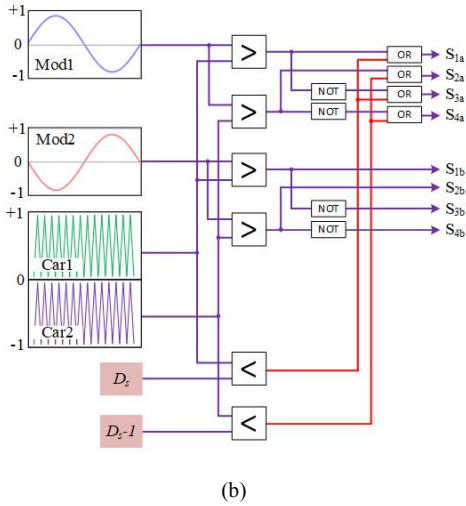 +1
0
-1
Mod1
+1
0
-1
Mod2
+1
0
-1
Car1
Car2
Ds
Ds-1
>
>
>
>
<
<
NOT
NOT
NOT
NOT
OR
OR
OR
OR
S1a
S2a
S3a
S4a
S1b
S2b
S3b
S4b
(b)